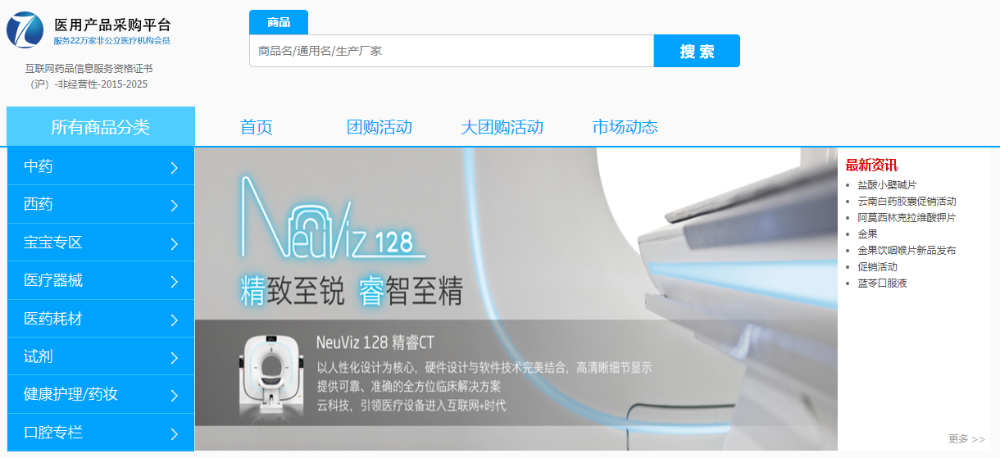 医用产品采购平台
服务22万家非公立医疗机构会员
互联网药品信息服务资格证书
（沪）-非经营性-2015-2025
商品
商品名/通用名/生产厂家
搜 索
所有商品分类
首页
团购活动
大团购活动
市场动态
中药
西药
宝宝专区
医疗器械
医药耗材
试剂
健康护理/药妆
口腔专栏
NeuViz 128
精致至锐 睿智至精
NeuViz 128 精睿CT
以人性化设计为核心，硬件设计与软件技术完美结合，高清晰细节显示
提供可靠、准确的全方位临床解决方案
云科技，引领医疗设备进入互联网+时代
最新资讯
盐酸小檗碱片
云南白药胶囊促销活动
阿莫西林克拉维酸钾片
金果
金果饮咽喉片新品发布
促销活动
蓝芩口服液
更多 >>